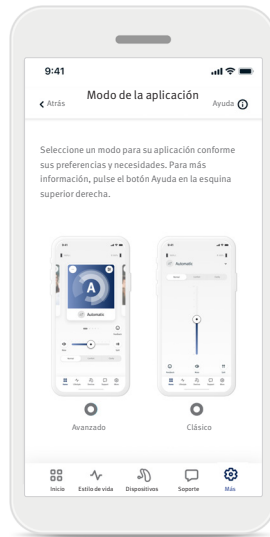 9:41
Atrás
Modo de la aplicación
Ayuda
Seleccione un modo para su aplicación conforme
sus preferencias y necesidades. Para más
información, pulse el botón Ayuda en la esquina
superior derecha.
A
Automatic
Automatic
Avanzado
Clásico
Inicio
Estilo de vida
Dispositivos
Soporte
Más